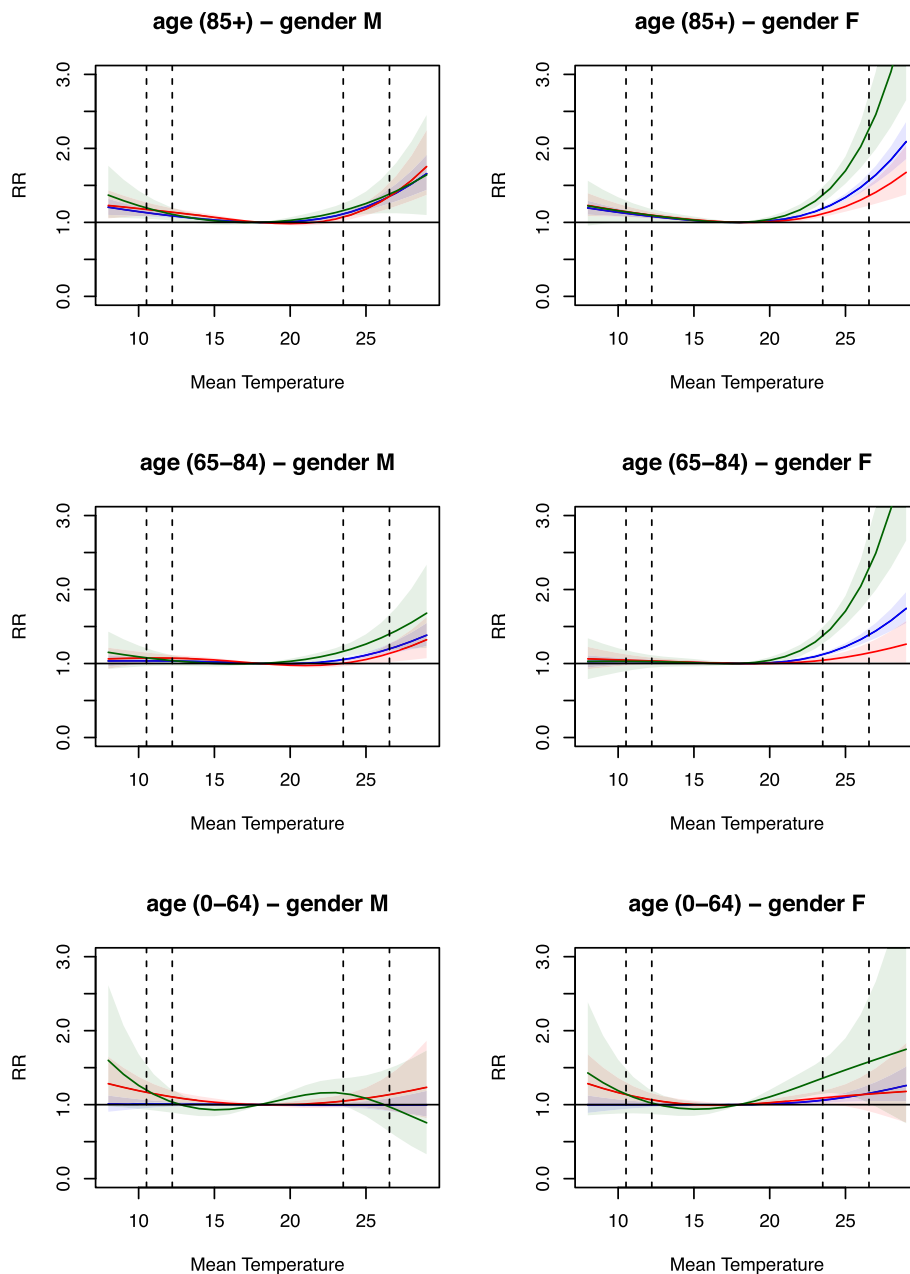 age (85+) – gender M
age (85+) – gender F
RR
3.0
2.0
1.0
0.0
10 15 20 25
Mean Temperature
RR
3.0
2.0
1.0
0.0
10 15 20 25
Mean Temperature
age (65–84) – gender M
age (65–84) – gender F
RR
3.0
2.0
1.0
0.0
10 15 20 25
Mean Temperature
RR
3.0
2.0
1.0
0.0
10 15 20 25
Mean Temperature
age (0–64) – gender M
age (0–64) – gender F
RR
3.0
2.0
1.0
0.0
10 15 20 25
Mean Temperature
RR
3.0
2.0
1.0
0.0
10 15 20 25
Mean Temperature